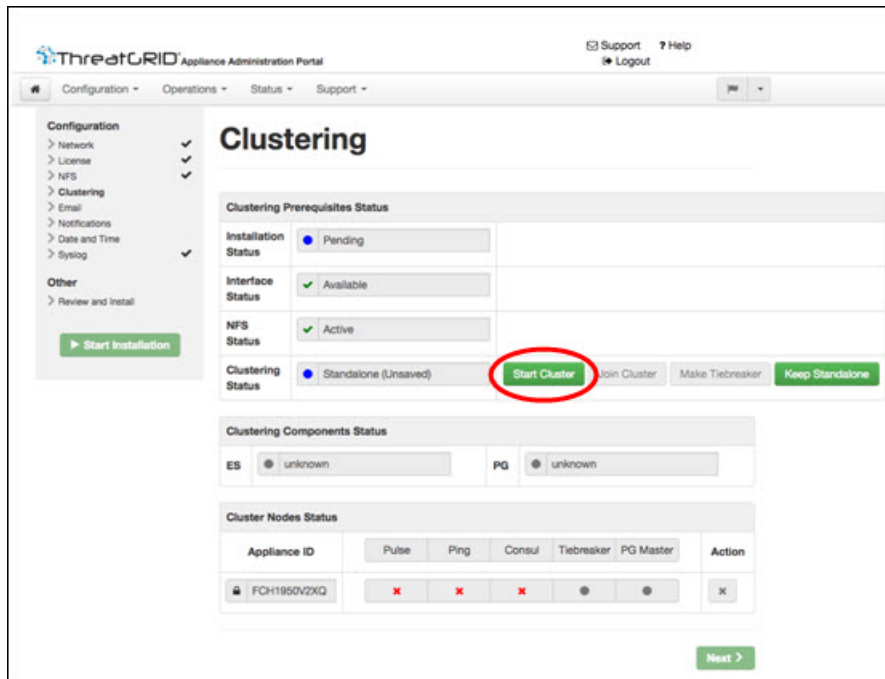 ThreatGRID Appliance Administration Portal
Support ? Help
Logout
Configuration Operations Status Support
Configuration
Network
License
NFS
Clustering
Email
Notifications
Date and Time
Syslog
Other
Review and Install
Start Installation
Clustering
Clustering Prerequisites Status
Installation
Status
Pending
Interface
Status
Available
NFS
Status
Active
Clustering
Status
Standalone (Unsaved)
Start Cluster
Join Cluster
Make Tiebreaker
Keep Standalone
Clustering Components Status
ES unknown PG unknown
Cluster Nodes Status
Appliance ID Pulse Ping Consul Tiebreaker PG Master Action
FCH1950V2XQ
Next